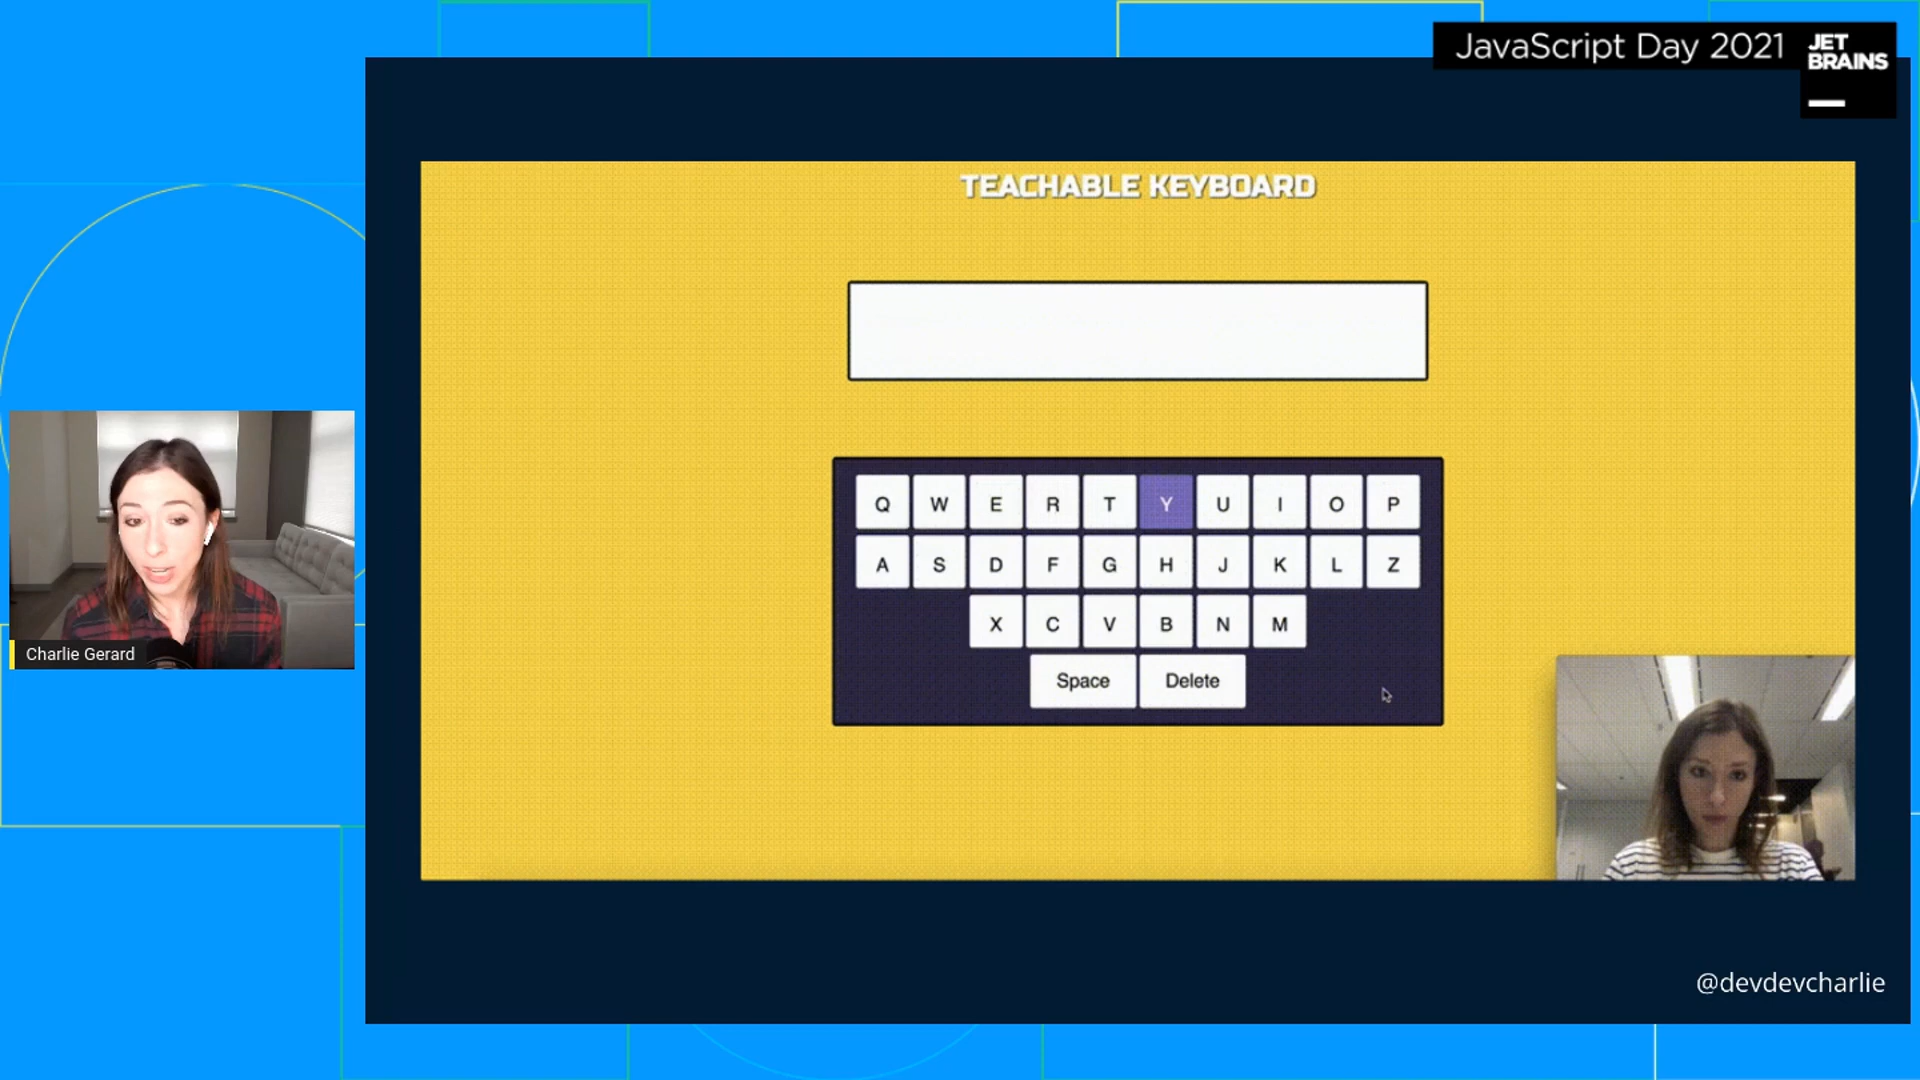 JavaScript Day 2021
JET
BRAINS
TEACHABLE KEYBOARD
Q W E R T Y U I O P
A S D F G H J K L Z
X C V B N M
Space Delete
Charlie Gerard
@devdevcharlie